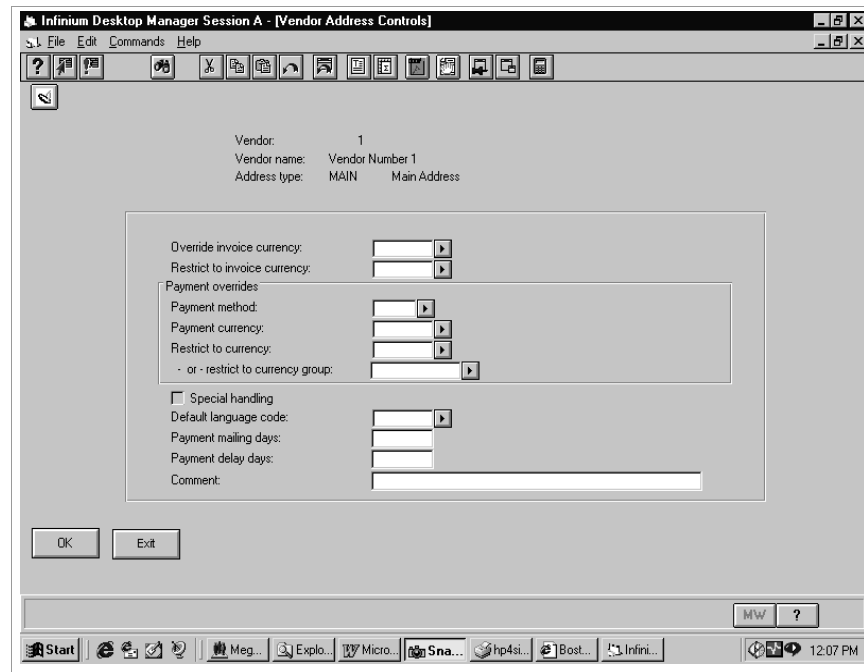 Infinium Desktop Manager Session A - [Vendor Address Controls]
File Edit Commands Help
Vendor: 1
Vendor name: Vendor Number 1
Address type: MAIN Main Address
Override invoice currency:
Restrict to invoice currency:
Payment overrides
Payment method:
Payment currency:
Restrict to currency:
- or - restrict to currency group:
Special handling
Default language code:
Payment mailing days:
Payment delay days:
Comment:
OK Exit
MW ?
Start Meg... Explo... Micro... Sna... hp4si... Bost... Infini... 12:07 PM